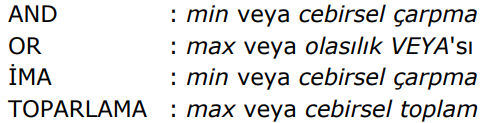 AND : min veya cebirsel çarpma
OR : max veya olasılık VEYA'sı
İMA : min veya cebirsel çarpma
TOPARLAMA : max veya cebirsel toplam